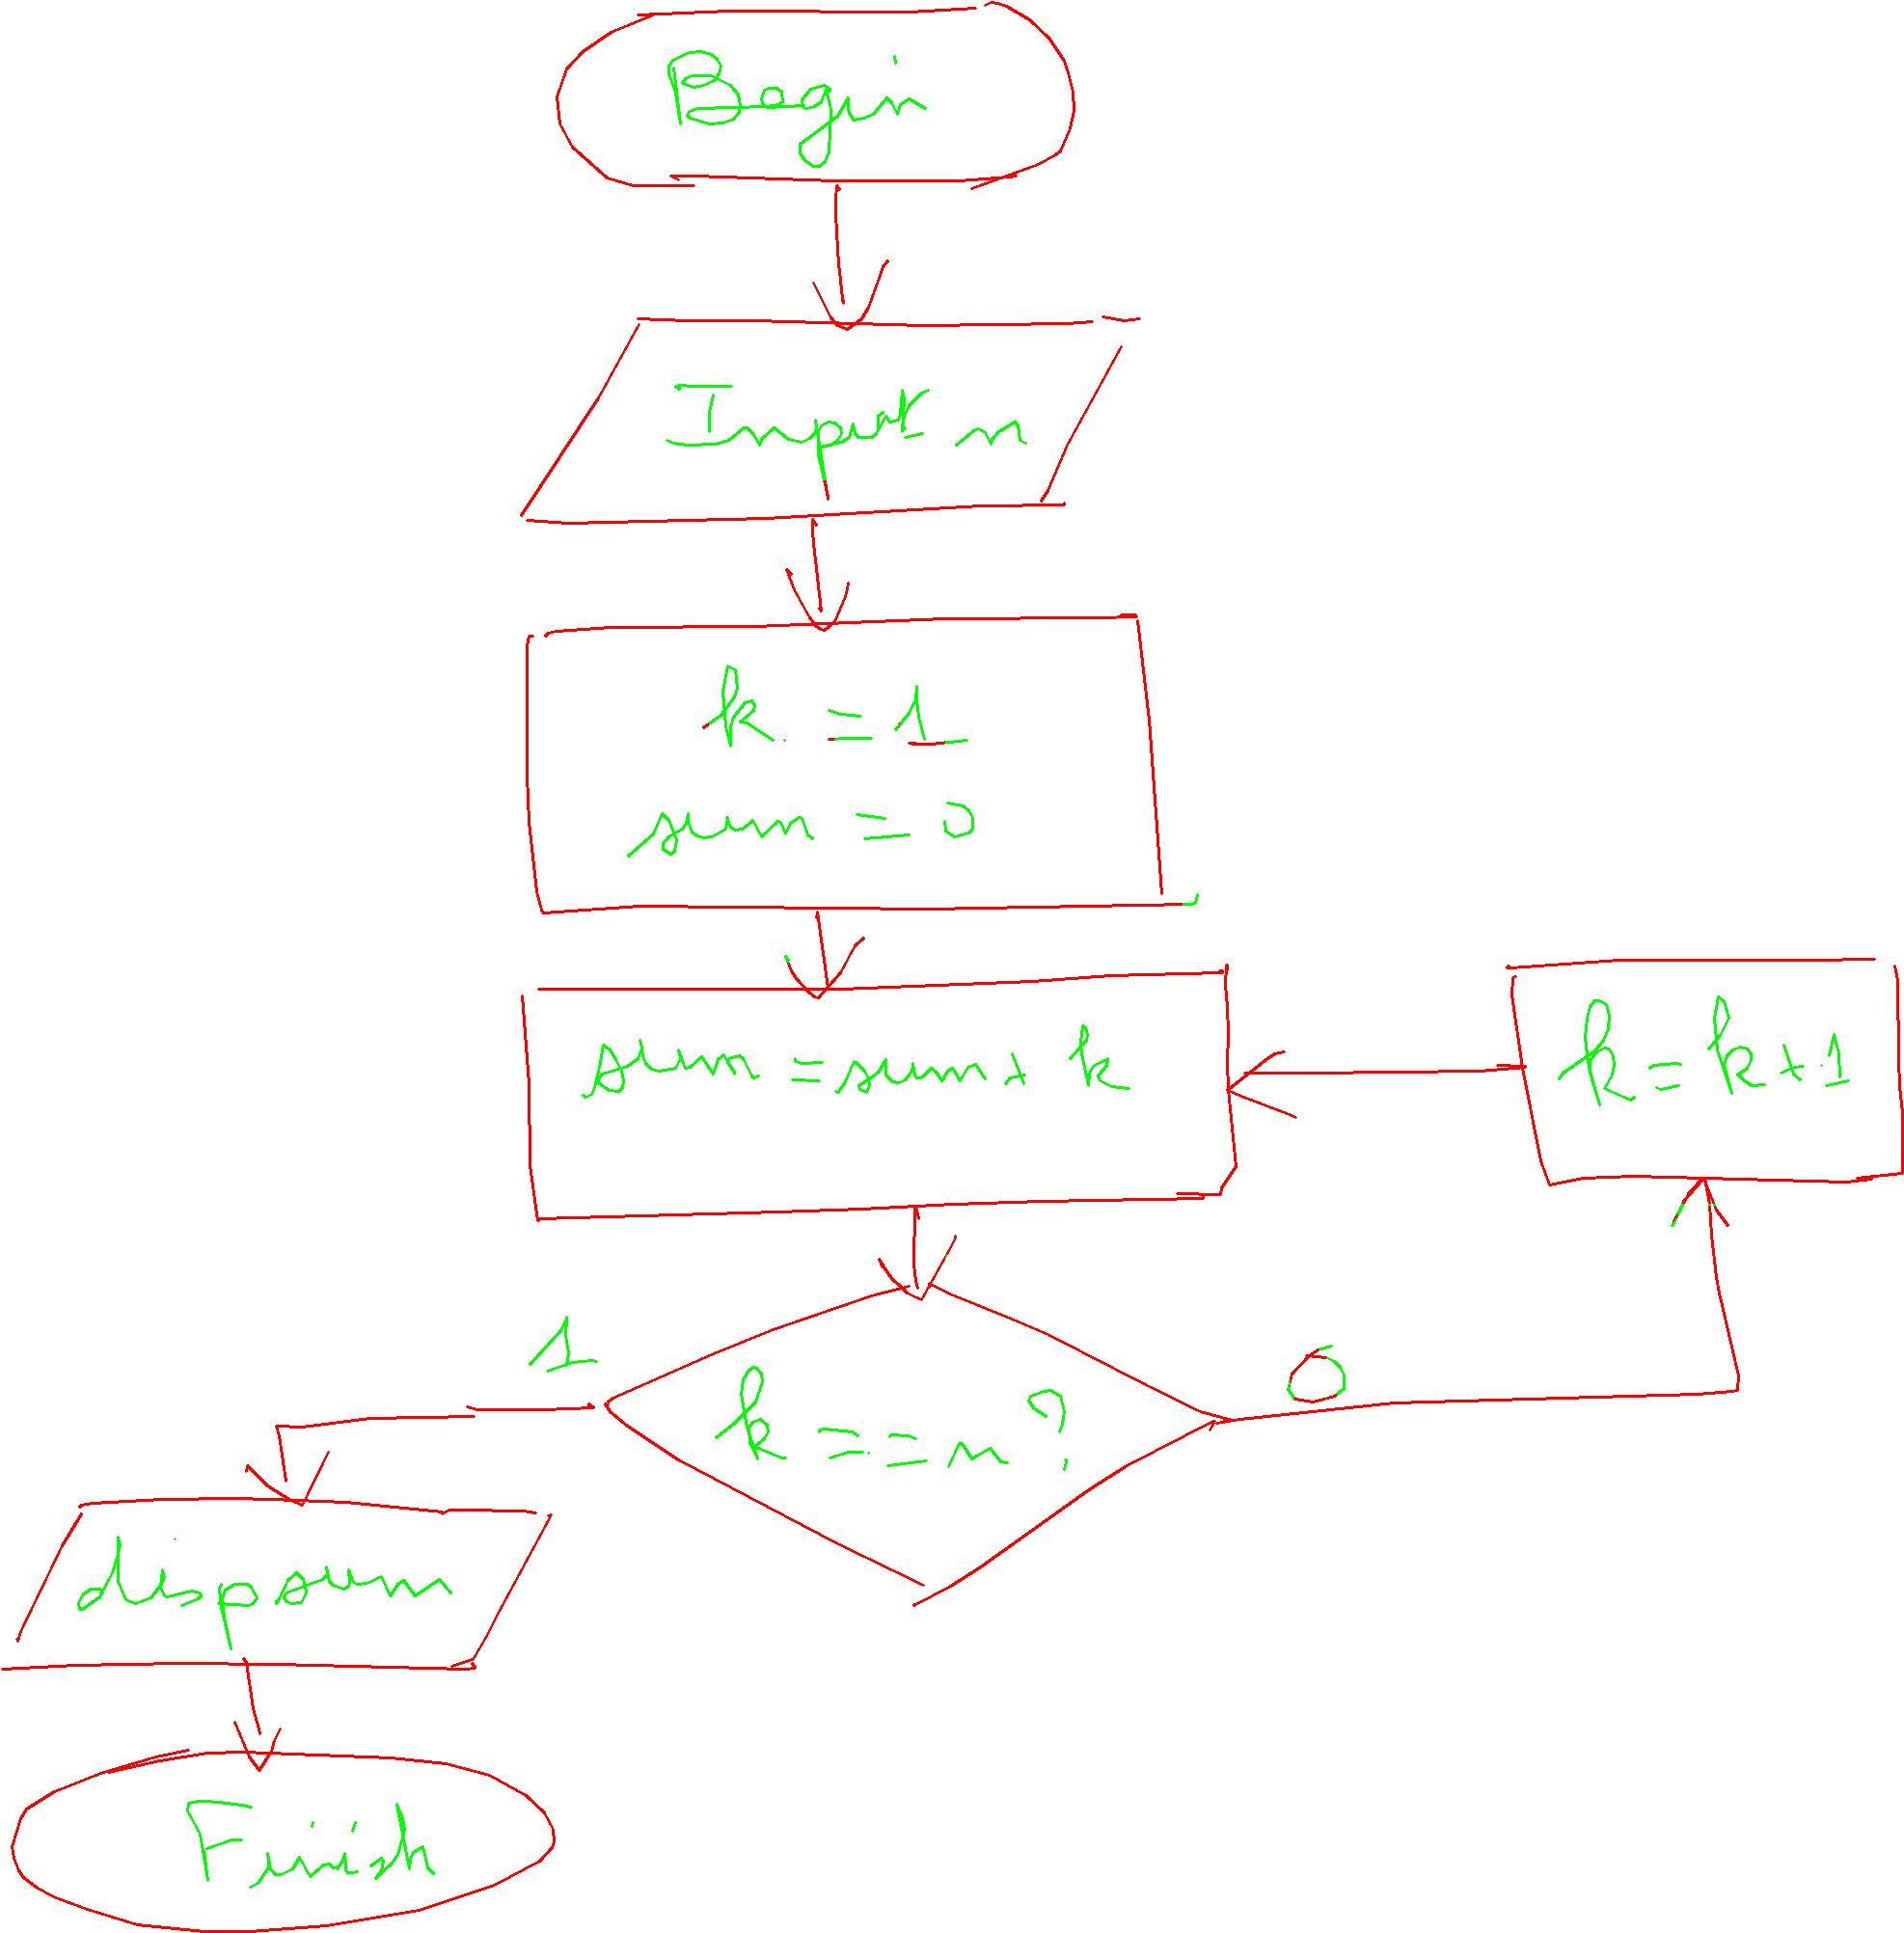 Begin
Input n
k = 1
sum = 0
sum = sum + k
k = k + 1
1
0
k == n?
disp sum
Finish